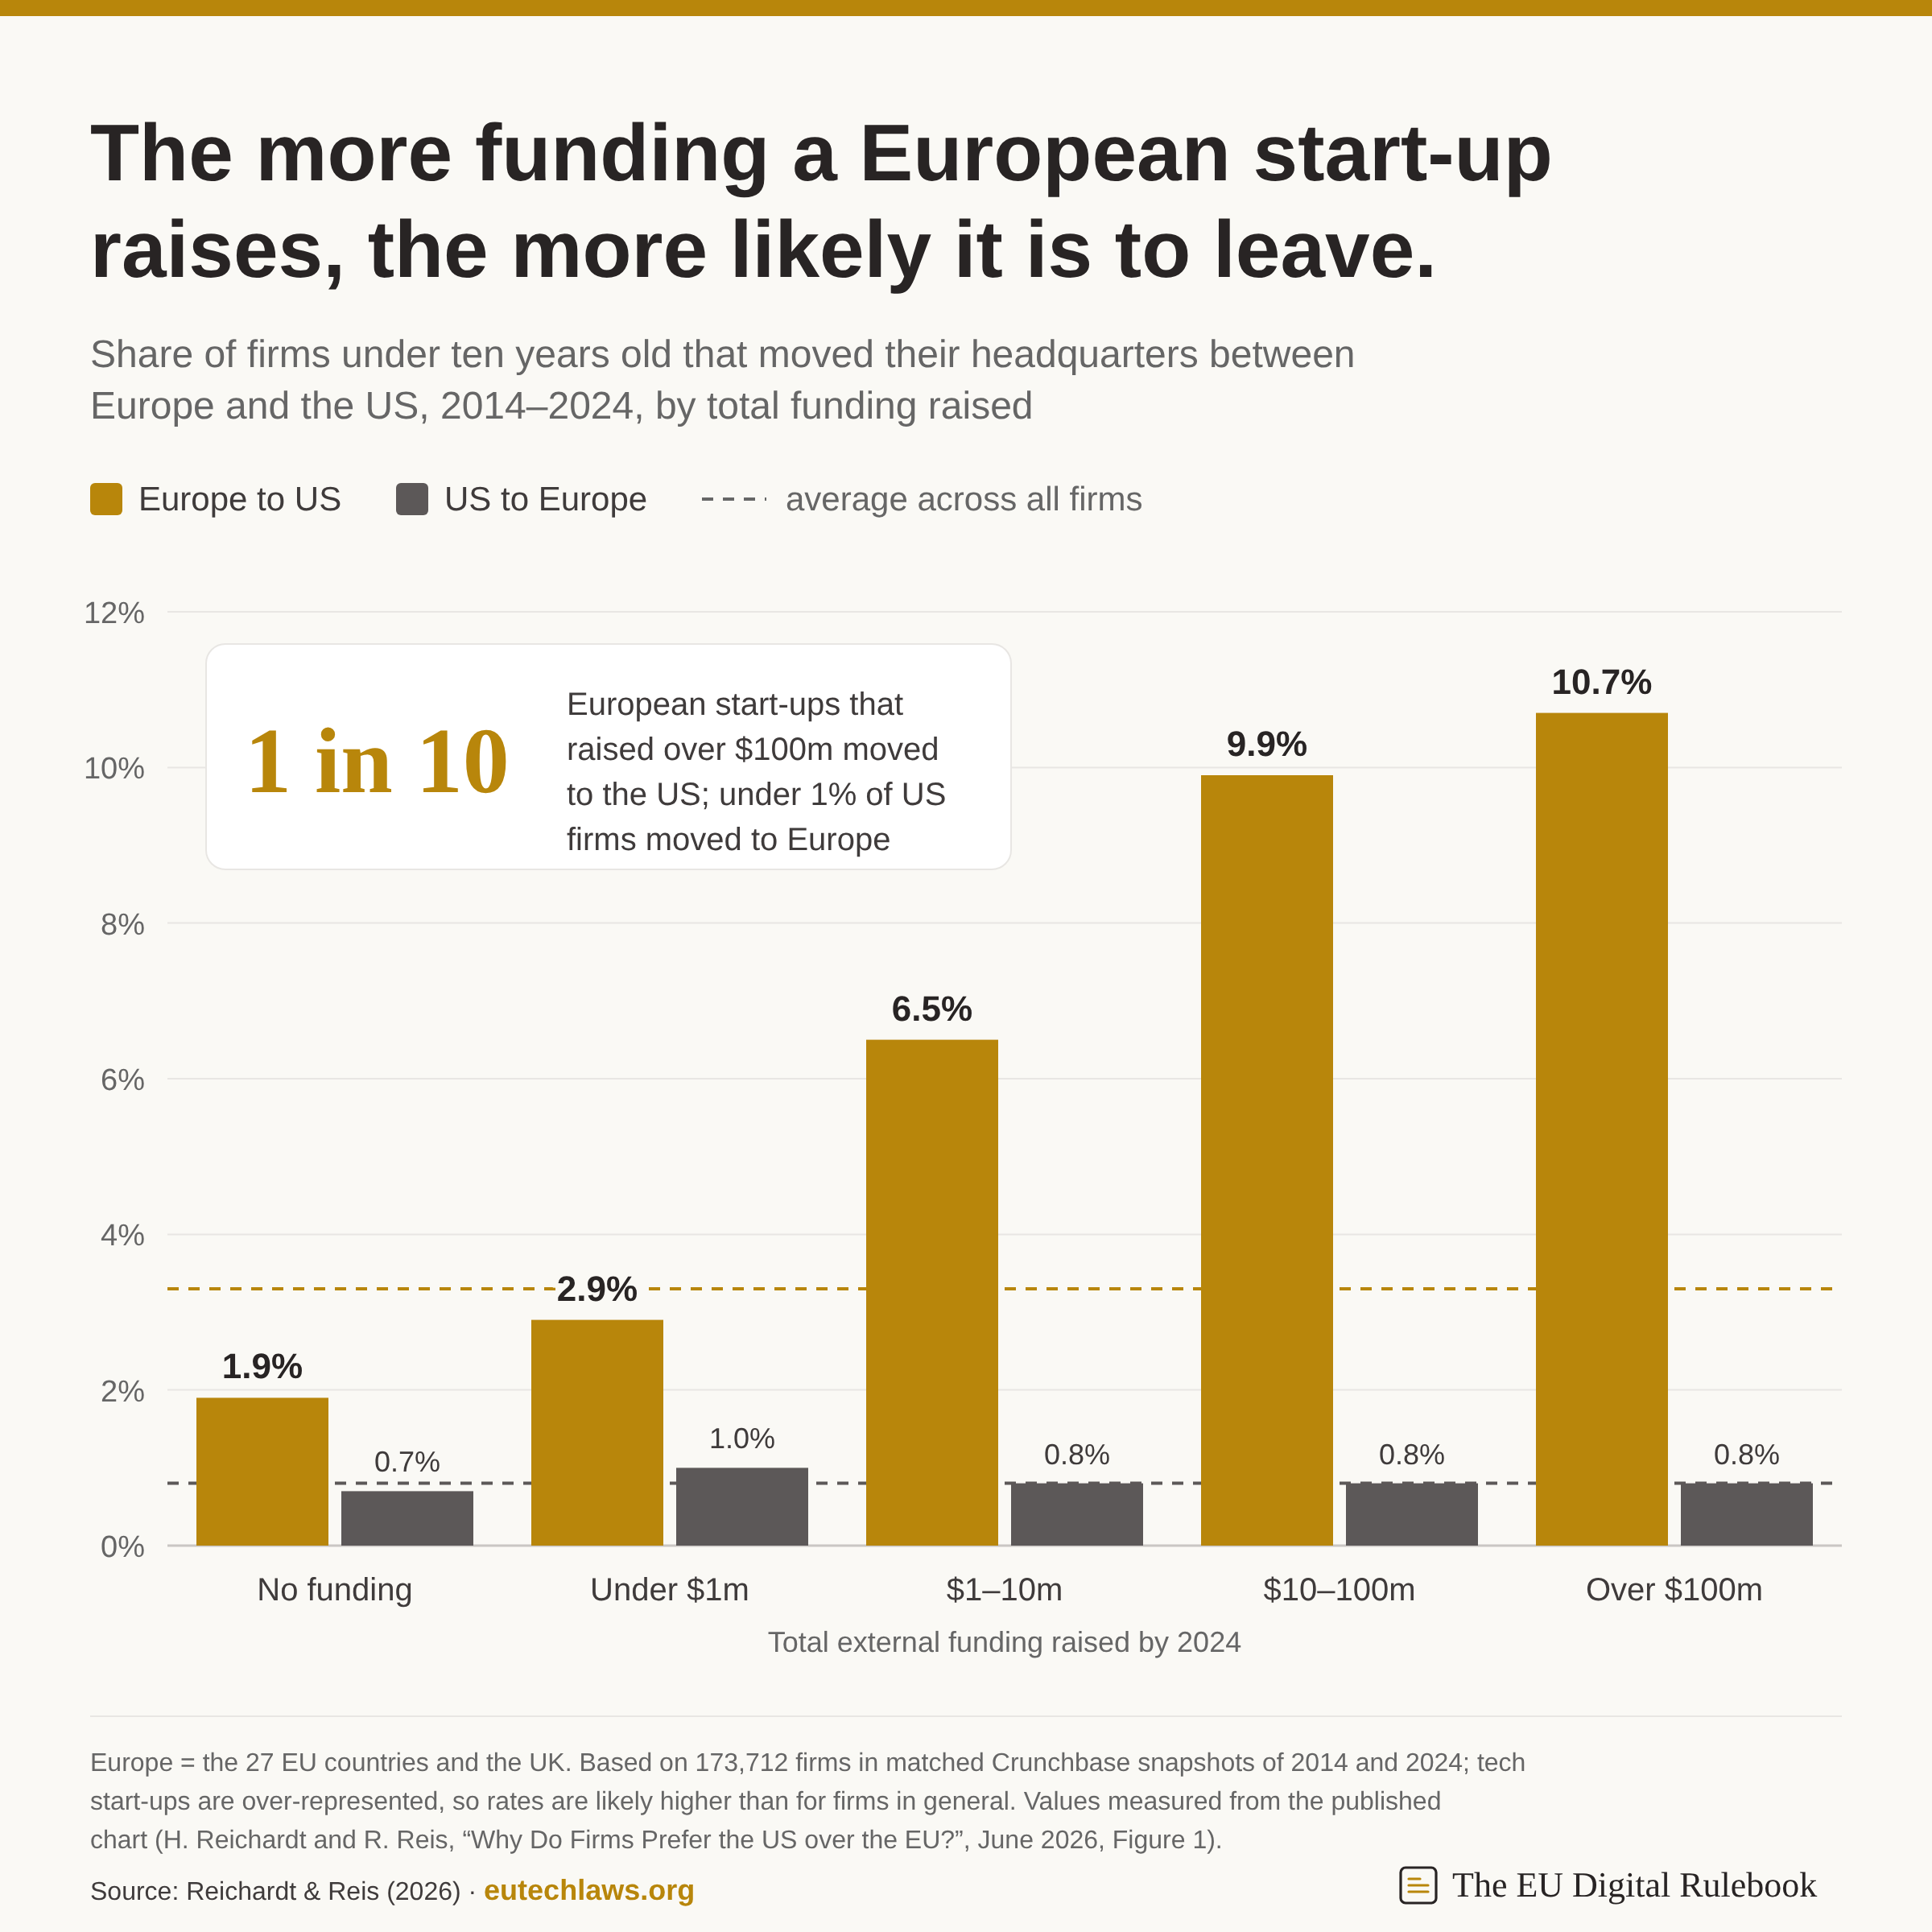 The more funding a European start-up
raises, the more likely it is to leave.
Share of firms under ten years old that moved their headquarters between
Europe and the US, 2014–2024, by total funding raised
Europe to US
US to Europe
average across all firms
12%
10%
8%
6%
4%
2%
0%
1 in 10
European start-ups that
raised over $100m moved
to the US; under 1% of US
firms moved to Europe
1.9%
0.7%
2.9%
1.0%
6.5%
0.8%
9.9%
0.8%
10.7%
0.8%
No funding
Under $1m
$1–10m
$10–100m
Over $100m
Total external funding raised by 2024
Europe = the 27 EU countries and the UK. Based on 173,712 firms in matched Crunchbase snapshots of 2014 and 2024; tech
start-ups are over-represented, so rates are likely higher than for firms in general. Values measured from the published
chart (H. Reichardt and R. Reis, “Why Do Firms Prefer the US over the EU?”, June 2026, Figure 1).
Source: Reichardt & Reis (2026) · eutechlaws.org
The EU Digital Rulebook